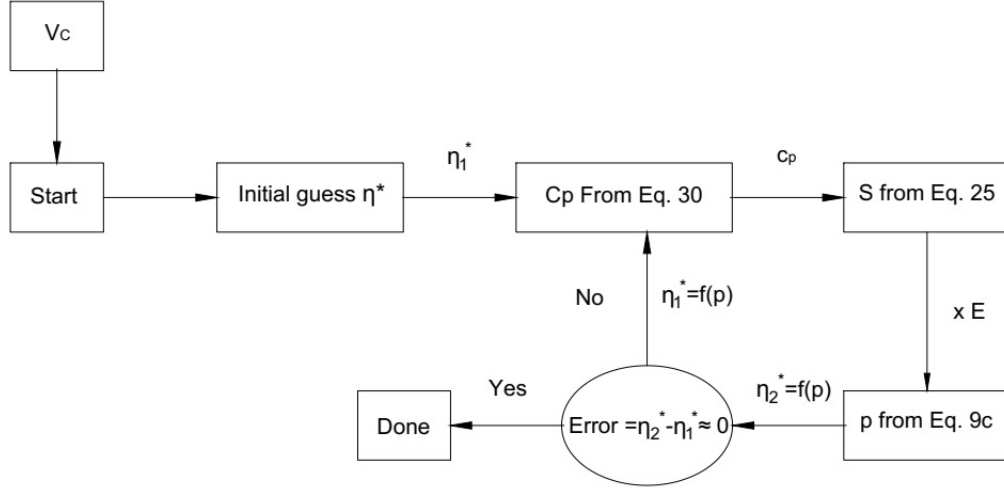 Vc
Start
Initial guess η*
η₁*
Cp From Eq. 30
cp
S from Eq. 25
No
η₁*=f(p)
x E
Done
Yes
Error =η₂*-η₁*≈ 0
η₂*=f(p)
p from Eq. 9c